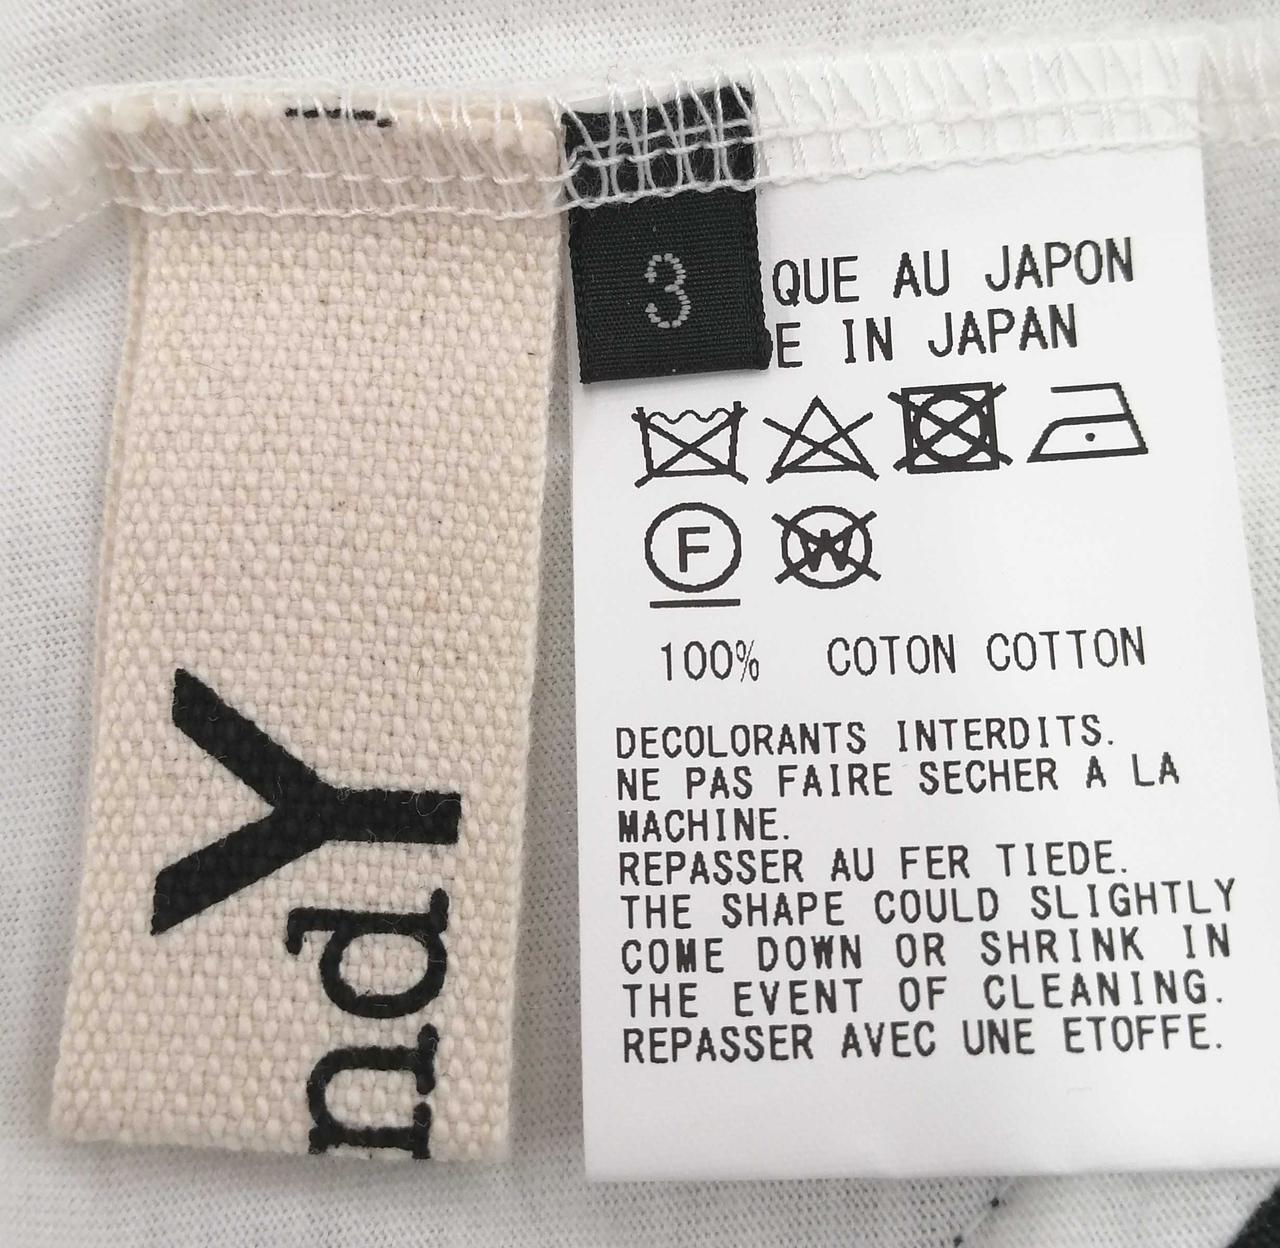 ndY
3
QUE AU JAPON
E IN JAPAN
F
W
100% COTON COTTON
DECOLORANTS INTERDITS.
NE PAS FAIRE SECHER A LA
MACHINE.
REPASSER AU FER TIEDE.
THE SHAPE COULD SLIGHTLY
COME DOWN OR SHRINK IN
THE EVENT OF CLEANING.
REPASSER AVEC UNE ETOFFE.